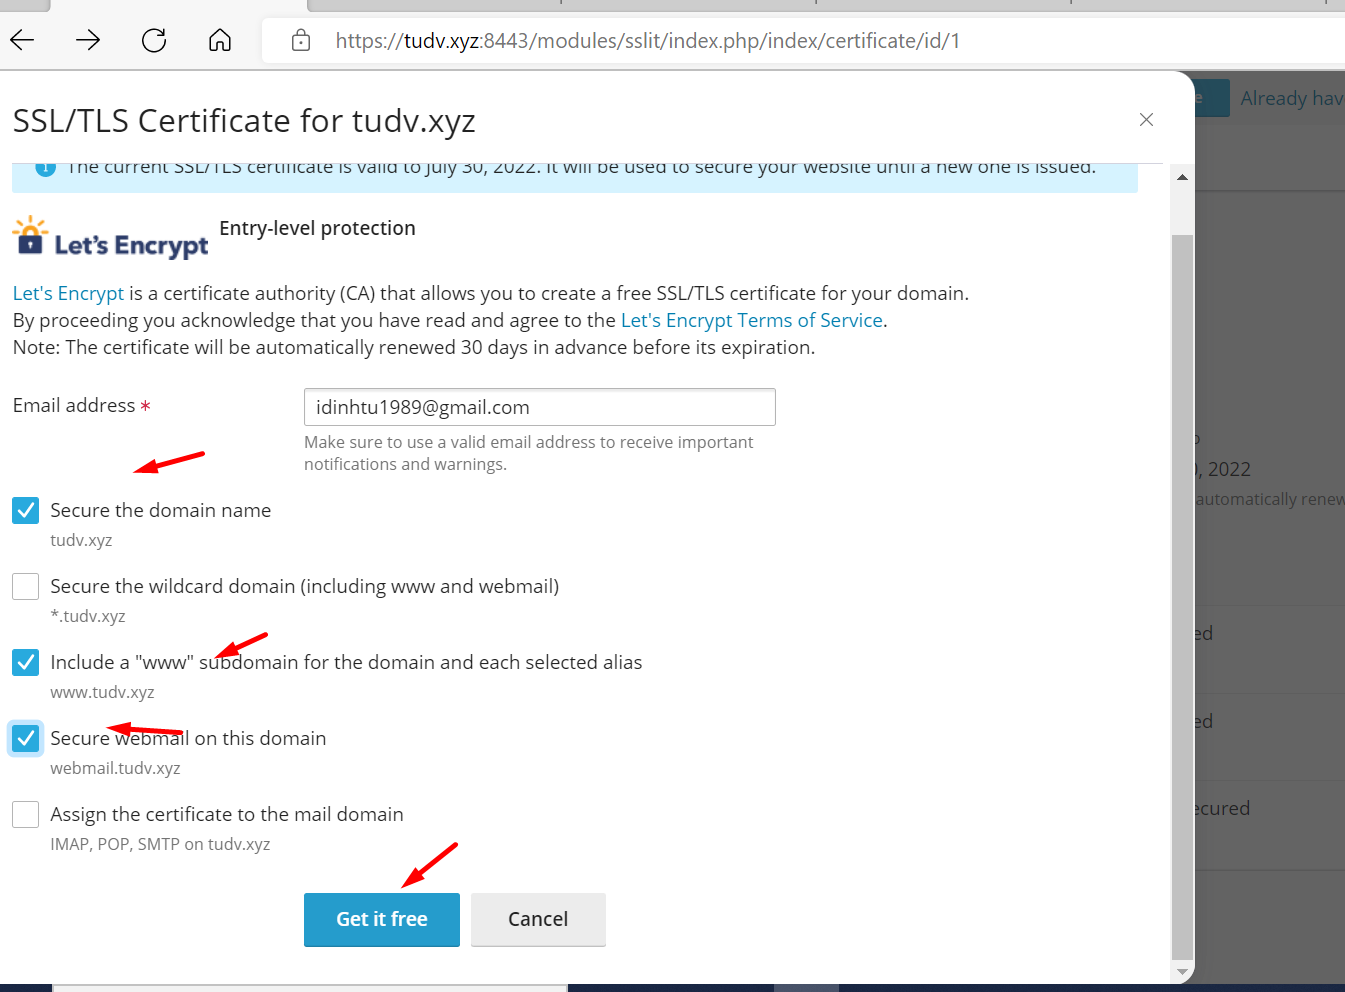 https://tudv.xyz:8443/modules/sslit/index.php/index/certificate/id/1
SSL/TLS Certificate for tudv.xyz
Already hav
The current SSL/TLS certificate is valid to July 30, 2022. It will be used to secure your website until a new one is issued.
Let's Encrypt Entry-level protection
Let's Encrypt is a certificate authority (CA) that allows you to create a free SSL/TLS certificate for your domain.
By proceeding you acknowledge that you have read and agree to the Let's Encrypt Terms of Service.
Note: The certificate will be automatically renewed 30 days in advance before its expiration.
Email address *
idinhtu1989@gmail.com
Make sure to use a valid email address to receive important
notifications and warnings.
, 2022
automatically renew
Secure the domain name
tudv.xyz
Secure the wildcard domain (including www and webmail)
*.tudv.xyz
ed
Include a "www" subdomain for the domain and each selected alias
www.tudv.xyz
ed
Secure webmail on this domain
webmail.tudv.xyz
ecured
Assign the certificate to the mail domain
IMAP, POP, SMTP on tudv.xyz
Get it free
Cancel